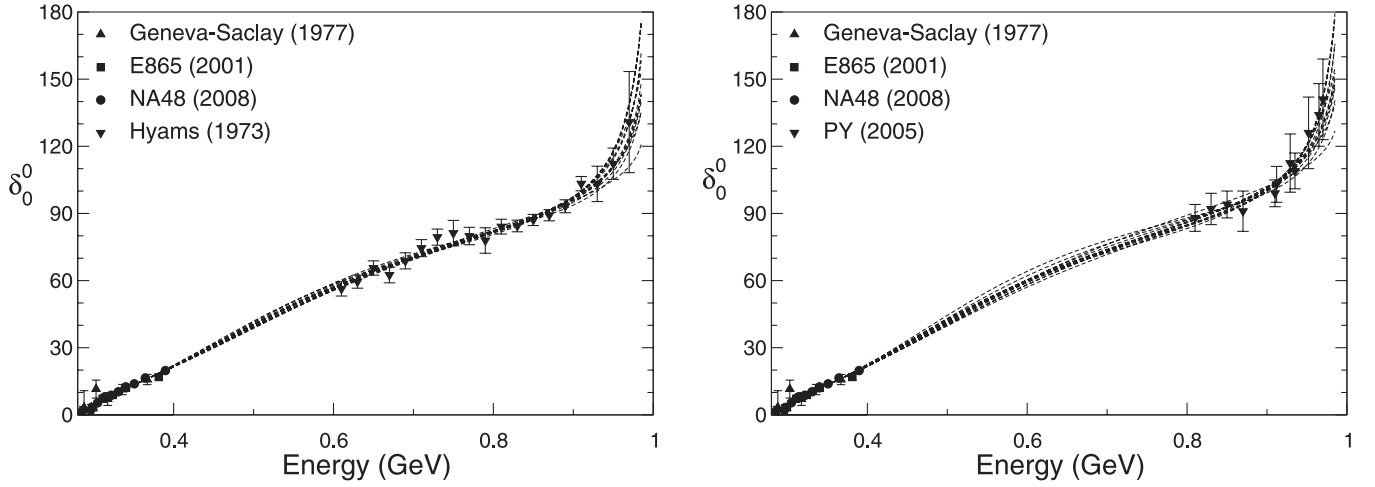 180
150
120
90
60
30
0
δ₀⁰
Geneva-Saclay (1977)
E865 (2001)
NA48 (2008)
Hyams (1973)
0.4
0.6
0.8
1
Energy (GeV)
180
150
120
90
60
30
0
δ₀⁰
Geneva-Saclay (1977)
E865 (2001)
NA48 (2008)
PY (2005)
0.4
0.6
0.8
1
Energy (GeV)